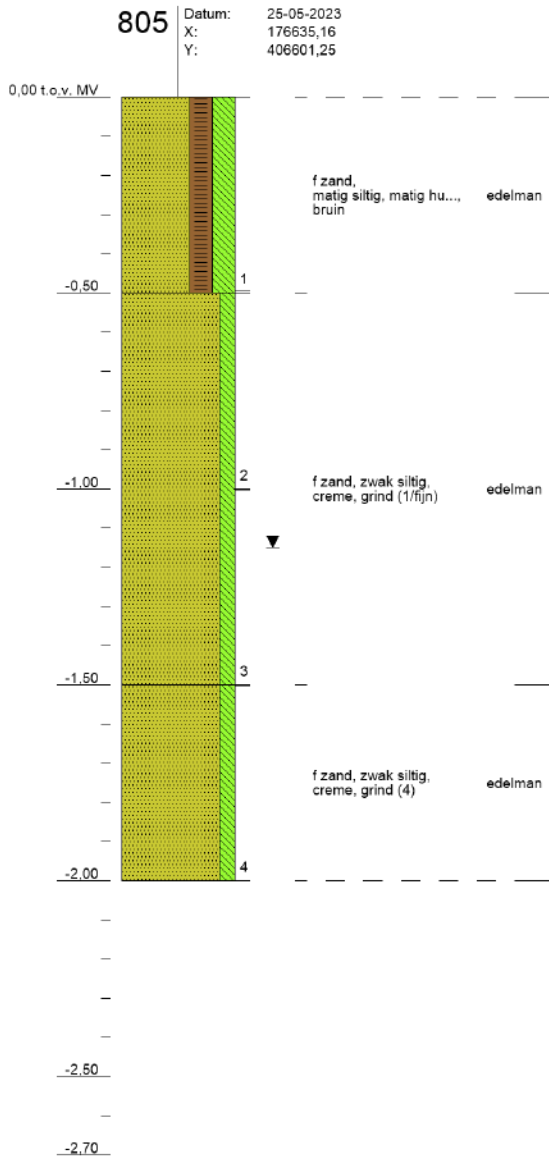 805
Datum: 25-05-2023
X: 176635,16
Y: 406601,25
0,00 t.o.v. MV
f zand,
matig siltig, matig hu..., edelman
bruin
1
-0,50
2
-1,00
f zand, zwak siltig, edelman
creme, grind (1/fijn)
3
-1,50
f zand, zwak siltig, edelman
creme, grind (4)
4
-2,00
-2,50
-2,70